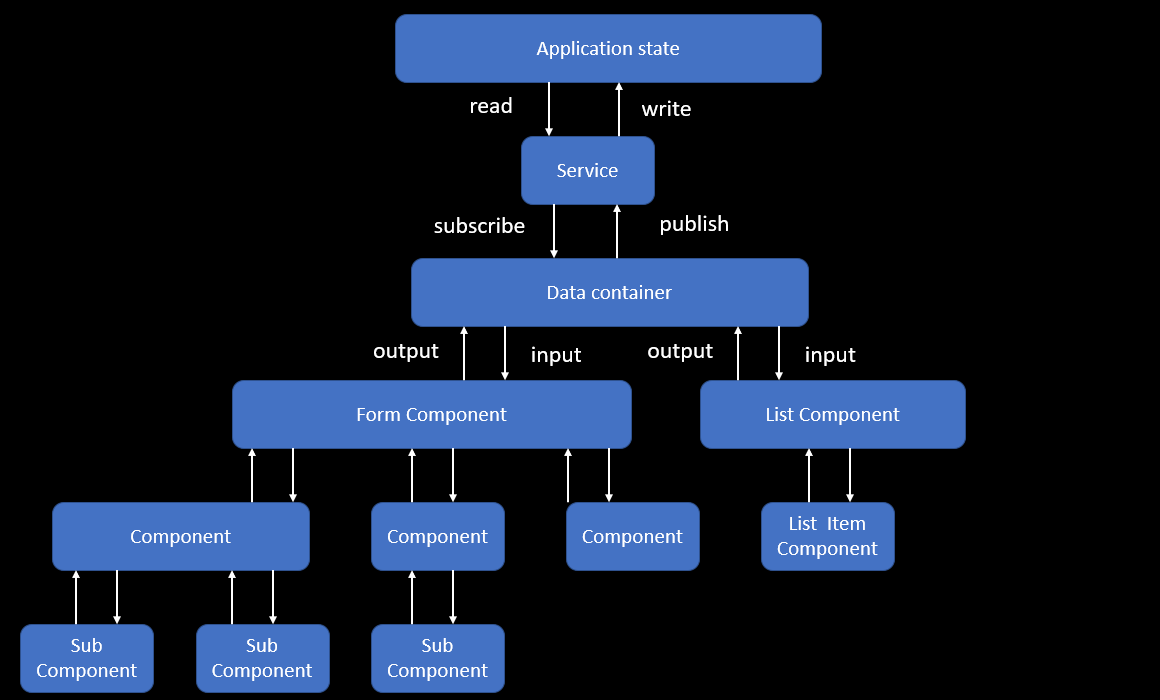 Application state
read
write
Service
subscribe
publish
Data container
output
input
output
input
Form Component
List Component
Component
Component
Component
List Item
Component
Sub
Component
Sub
Component
Sub
Component